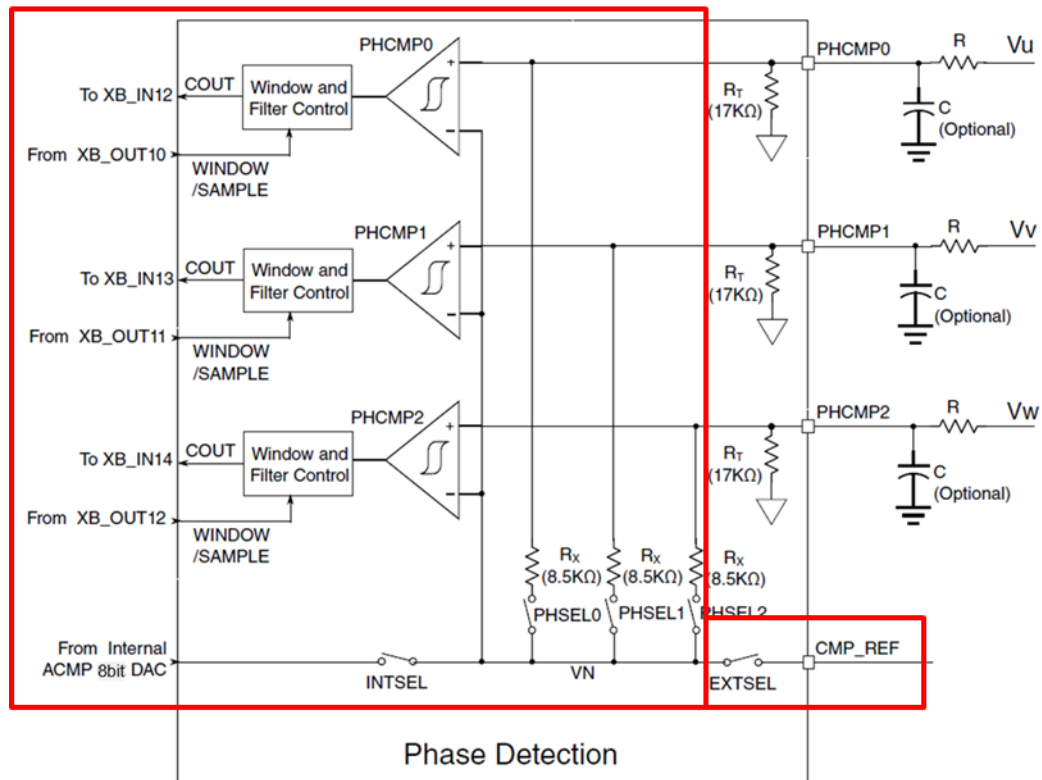 PHCMP0
PHCMP0
R
Vu
To XB_IN12
COUT
Window and
Filter Control
+
−
RT
(17KΩ)
C
(Optional)
From XB_OUT10
WINDOW
/SAMPLE
PHCMP1
PHCMP1
R
Vv
To XB_IN13
COUT
Window and
Filter Control
+
−
RT
(17KΩ)
C
(Optional)
From XB_OUT11
WINDOW
/SAMPLE
PHCMP2
PHCMP2
R
Vw
To XB_IN14
COUT
Window and
Filter Control
+
−
RT
(17KΩ)
C
(Optional)
From XB_OUT12
WINDOW
/SAMPLE
RX
(8.5KΩ)
RX
(8.5KΩ)
RX
(8.5KΩ)
PHSEL0
PHSEL1
PHSEL2
From Internal
ACMP 8bit DAC
INTSEL
VN
EXTSEL
CMP_REF
Phase Detection